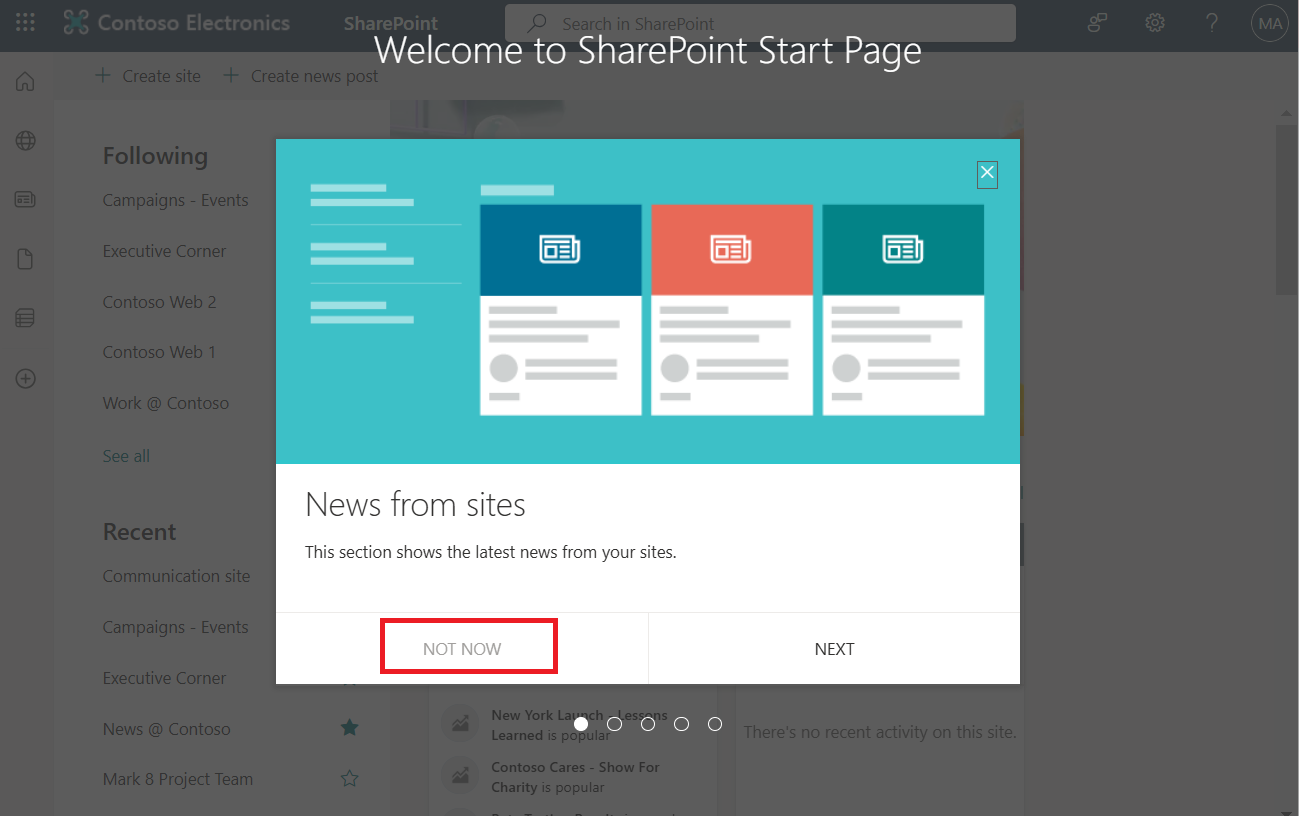 Contoso Electronics
SharePoint
Search in SharePoint
MA
Welcome to SharePoint Start Page
+ Create site
+ Create news post
Following
Campaigns - Events
Executive Corner
Contoso Web 2
Contoso Web 1
Work @ Contoso
See all
Recent
Communication site
Campaigns - Events
Executive Corner
News @ Contoso
Mark 8 Project Team
News from sites
This section shows the latest news from your sites.
NOT NOW
NEXT
New York Launch - Lessons
Learned is popular
Contoso Cares - Show For
Charity is popular
There's no recent activity on this site.